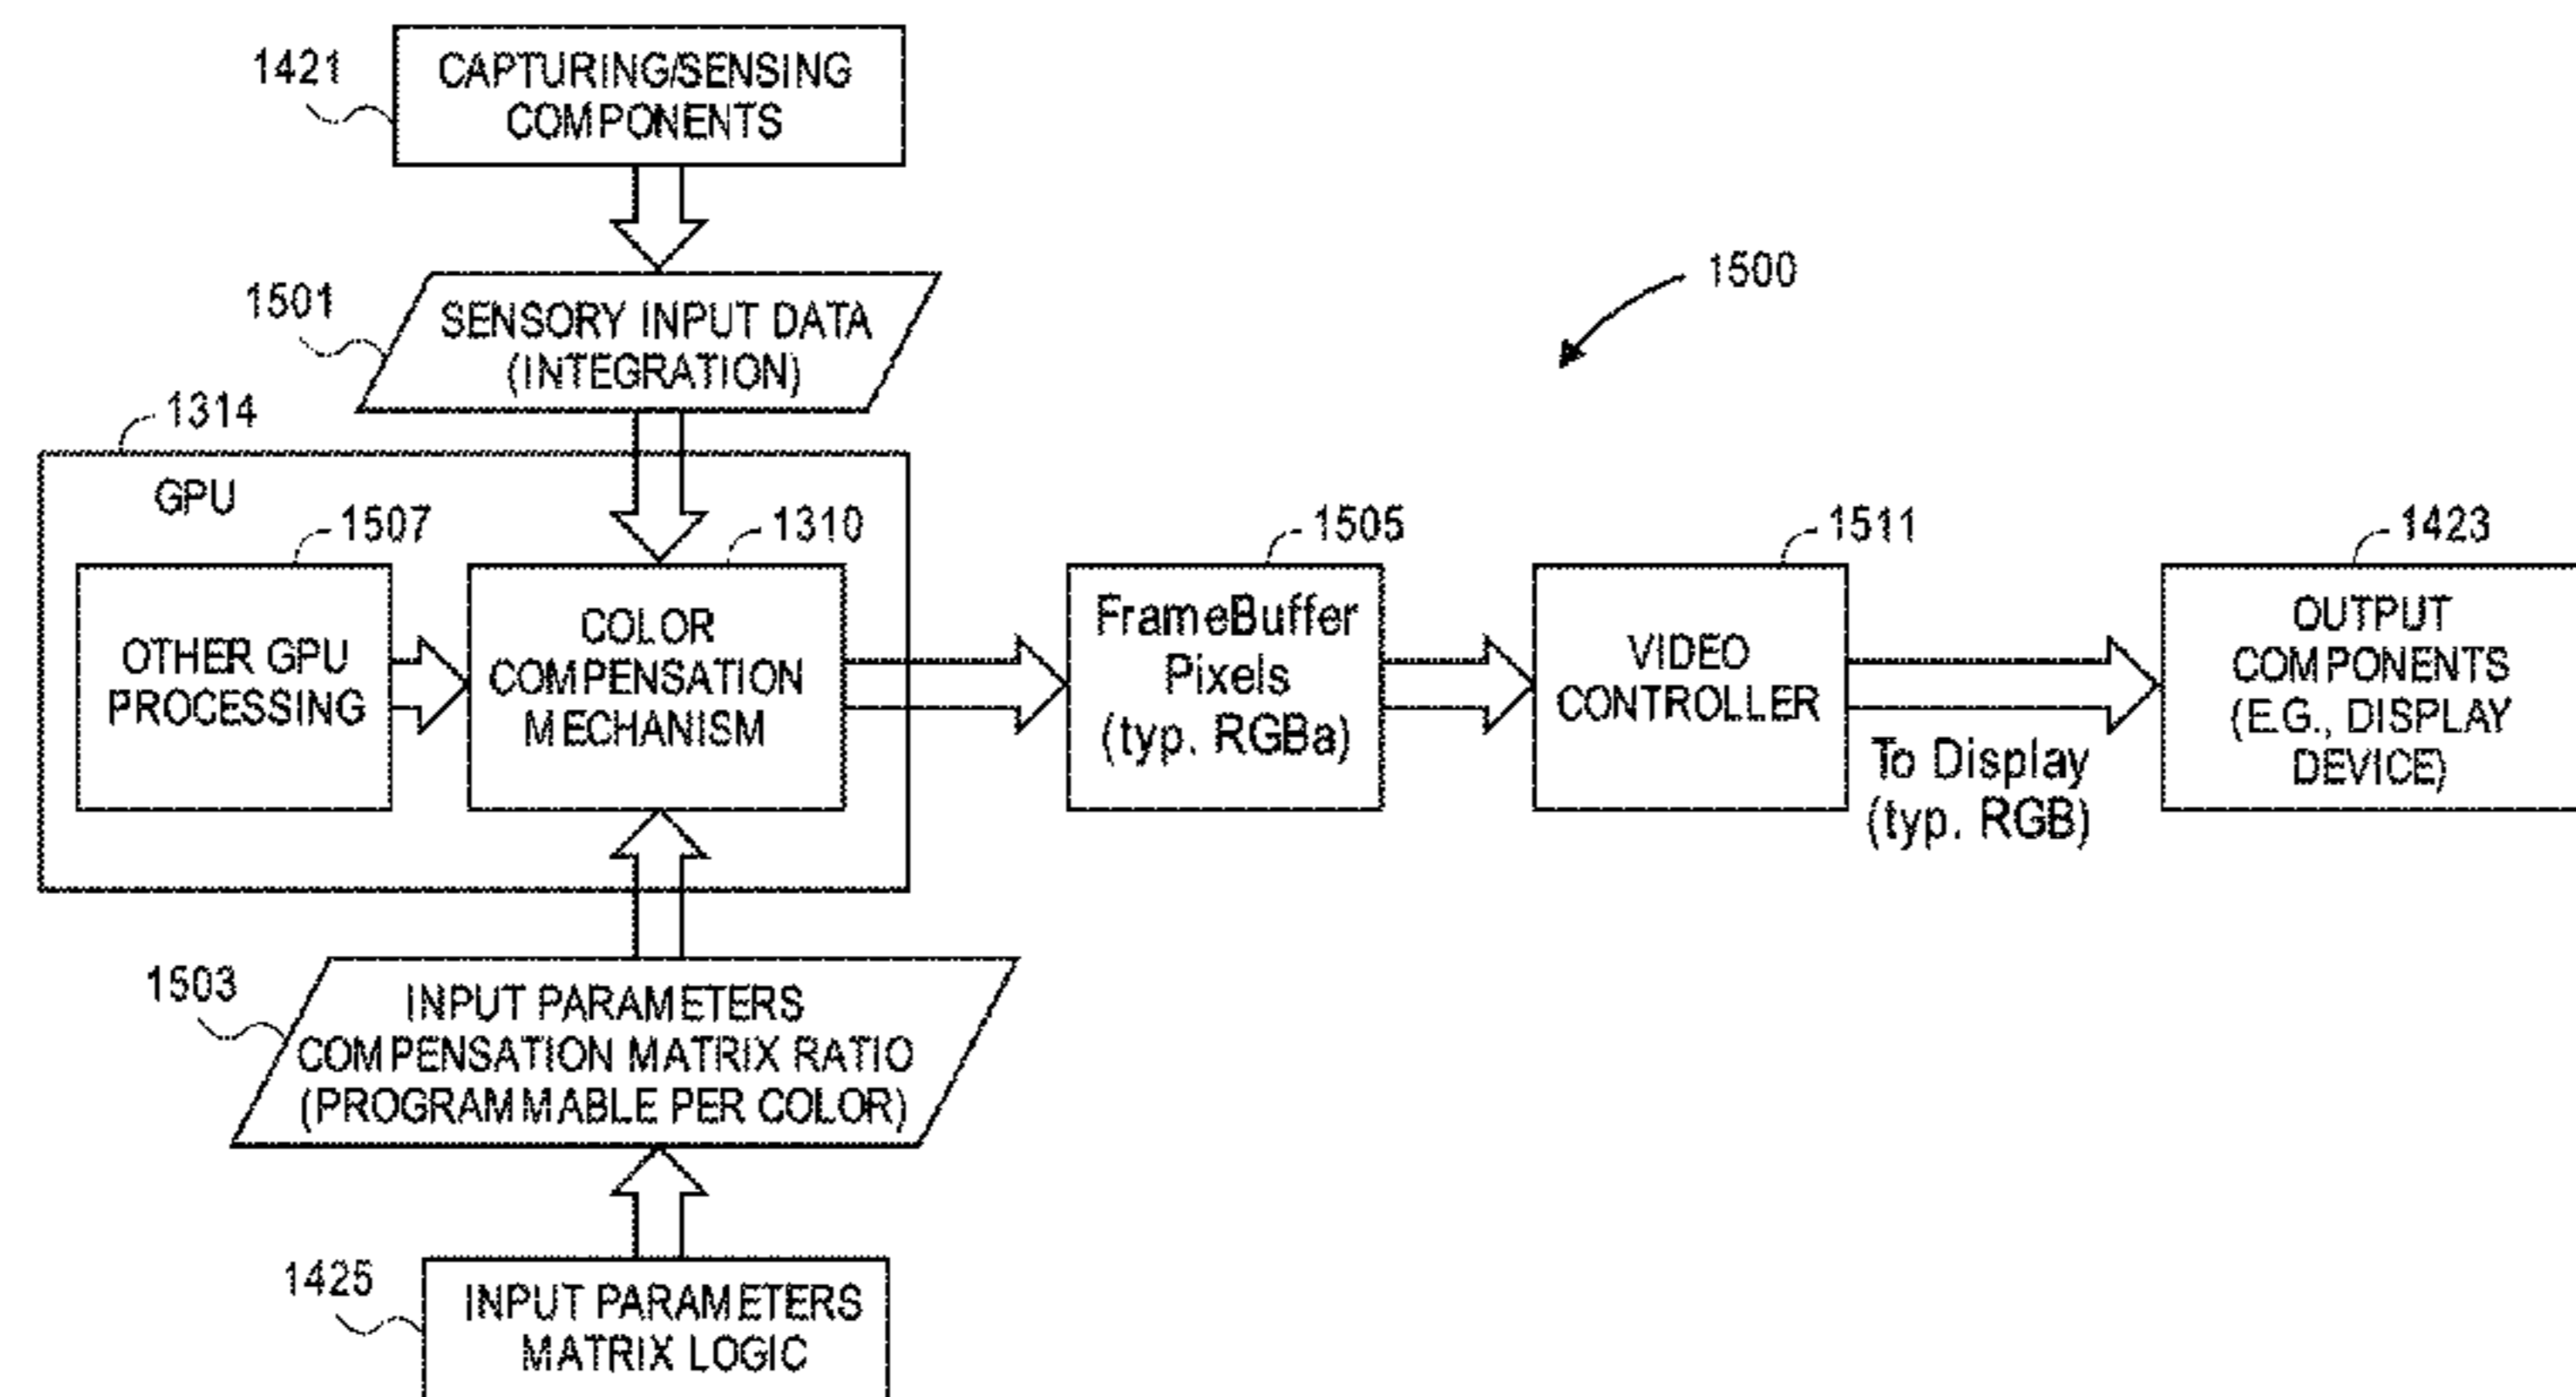 1421
CAPTURING/SENSING
COMPONENTS
1501
SENSORY INPUT DATA
(INTEGRATION)
1500
1314
GPU
1507
OTHER GPU
PROCESSING
1310
COLOR
COMPENSATION
MECHANISM
1505
FrameBuffer
Pixels
(typ. RGBa)
1511
VIDEO
CONTROLLER
To Display
(typ. RGB)
1423
OUTPUT
COMPONENTS
(E.G., DISPLAY
DEVICE)
1503
INPUT PARAMETERS
COMPENSATION MATRIX RATIO
(PROGRAMMABLE PER COLOR)
1425
INPUT PARAMETERS
MATRIX LOGIC